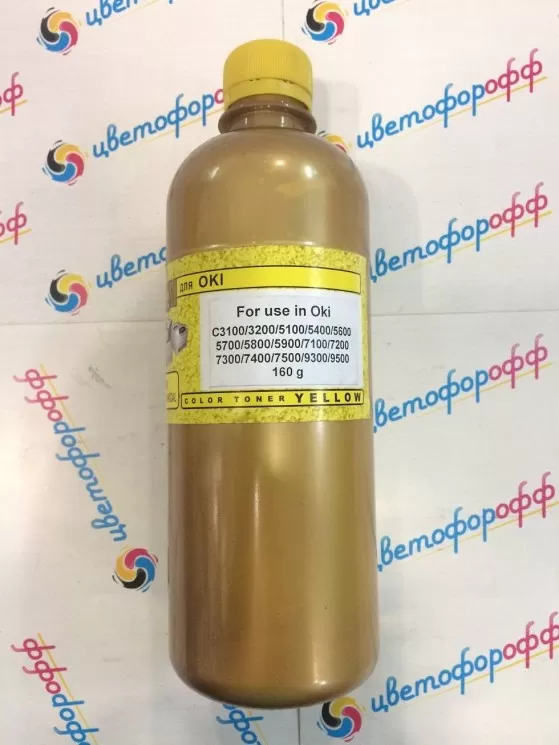 цветофорофф
цветофорофф
цветофорофф
цветофорофф
для OKI
For use in Oki
C3100/3200/5100/5400/5600
5700/5800/5900/7100/7200
7300/7400/7500/9300/9500
160 g
COLOR TONER YELLOW
цветофорофф
цветофорофф
цветофорофф
цветофорофф
цветофорофф